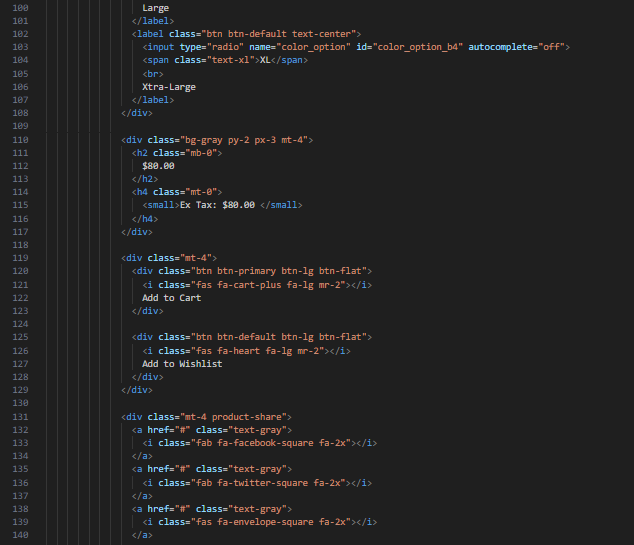 100 Large
101 </label>
102 <label class="btn btn-default text-center">
103 <input type="radio" name="color_option" id="color_option_b4" autocomplete="off">
104 <span class="text-xl">XL</span>
105 <br>
106 Xtra-Large
107 </label>
108 </div>
109
110 <div class="bg-gray py-2 px-3 mt-4">
111 <h2 class="mb-0">
112 $80.00
113 </h2>
114 <h4 class="mt-0">
115 <small>Ex Tax: $80.00 </small>
116 </h4>
117 </div>
118
119 <div class="mt-4">
120 <div class="btn btn-primary btn-lg btn-flat">
121 <i class="fas fa-cart-plus fa-lg mr-2"></i>
122 Add to Cart
123 </div>
124
125 <div class="btn btn-default btn-lg btn-flat">
126 <i class="fas fa-heart fa-lg mr-2"></i>
127 Add to Wishlist
128 </div>
129 </div>
130
131 <div class="mt-4 product-share">
132 <a href="#" class="text-gray">
133 <i class="fab fa-facebook-square fa-2x"></i>
134 </a>
135 <a href="#" class="text-gray">
136 <i class="fab fa-twitter-square fa-2x"></i>
137 </a>
138 <a href="#" class="text-gray">
139 <i class="fas fa-envelope-square fa-2x"></i>
140 </a>